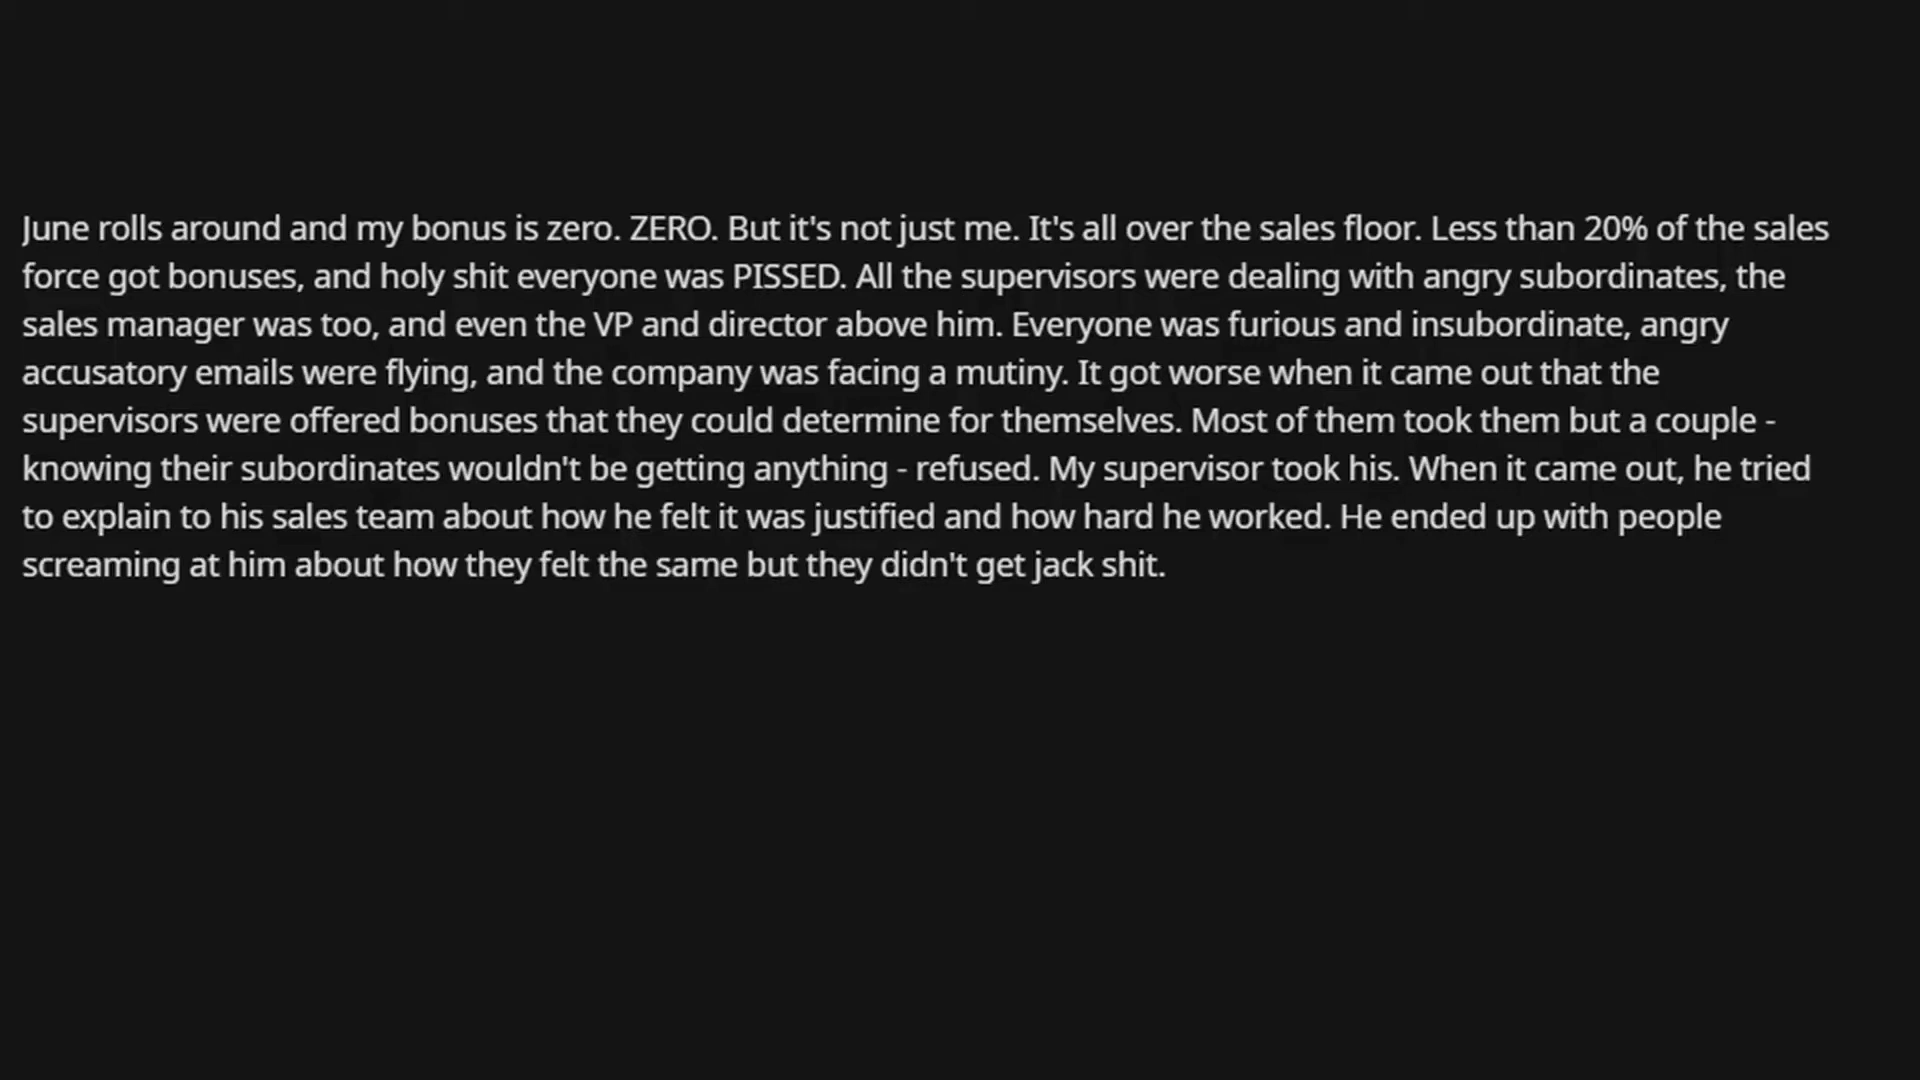 June rolls around and my bonus is zero. ZERO. But it's not just me. It's all over the sales floor. Less than 20% of the sales
force got bonuses, and holy shit everyone was PISSED. All the supervisors were dealing with angry subordinates, the
sales manager was too, and even the VP and director above him. Everyone was furious and insubordinate, angry
accusatory emails were flying, and the company was facing a mutiny. It got worse when it came out that the
supervisors were offered bonuses that they could determine for themselves. Most of them took them but a couple -
knowing their subordinates wouldn't be getting anything - refused. My supervisor took his. When it came out, he tried
to explain to his sales team about how he felt it was justified and how hard he worked. He ended up with people
screaming at him about how they felt the same but they didn't get jack shit.